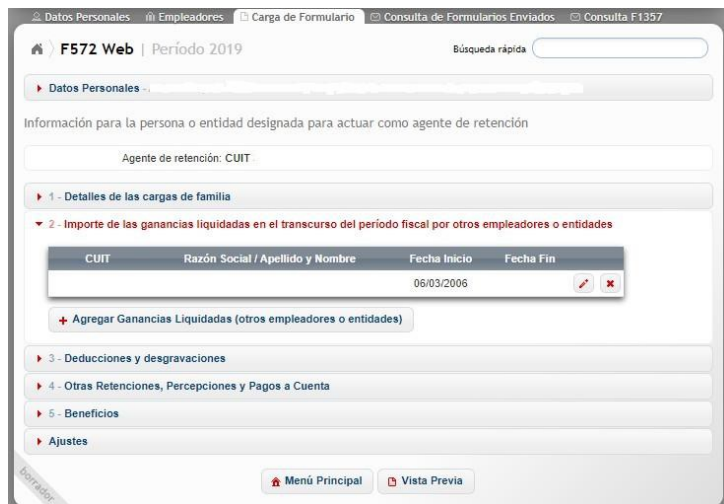 Datos Personales Empleadores Carga de Formulario Consulta de Formularios Enviados Consulta F1357
F572 Web | Período 2019 Búsqueda rápida
Datos Personales -
Información para la persona o entidad designada para actuar como agente de retención
Agente de retención: CUIT
1 - Detalles de las cargas de familia
2 - Importe de las ganancias liquidadas en el transcurso del período fiscal por otros empleadores o entidades
CUIT Razón Social / Apellido y Nombre Fecha Inicio Fecha Fin
06/03/2006
Agregar Ganancias Liquidadas (otros empleadores o entidades)
3 - Deducciones y desgravaciones
4 - Otras Retenciones, Percepciones y Pagos a Cuenta
5 - Beneficios
Ajustes
borrador
Menú Principal Vista Previa